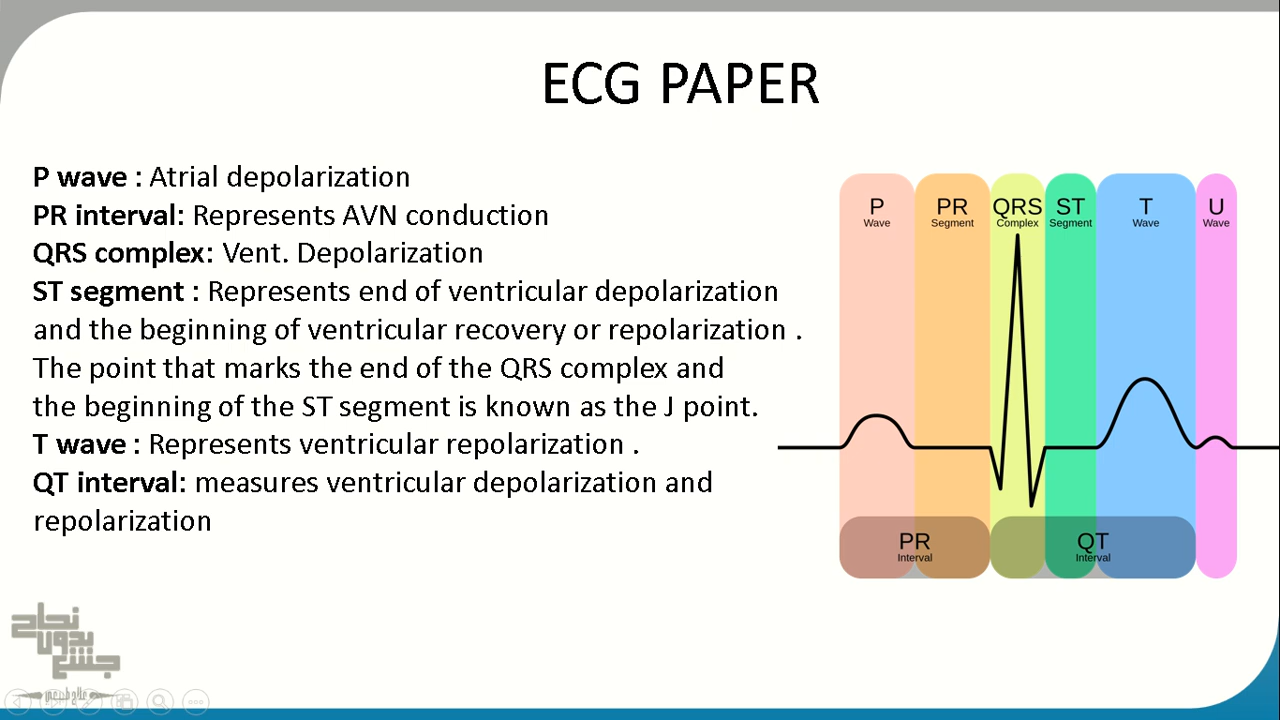 ECG PAPER
P wave : Atrial depolarization
PR interval: Represents AVN conduction
QRS complex: Vent. Depolarization
ST segment : Represents end of ventricular depolarization
and the beginning of ventricular recovery or repolarization .
The point that marks the end of the QRS complex and
the beginning of the ST segment is known as the J point.
T wave : Represents ventricular repolarization .
QT interval: measures ventricular depolarization and
repolarization
P
Wave
PR
Segment
QRS
Complex
ST
Segment
T
Wave
U
Wave
PR
Interval
QT
Interval
نجاح
بدون
جشع